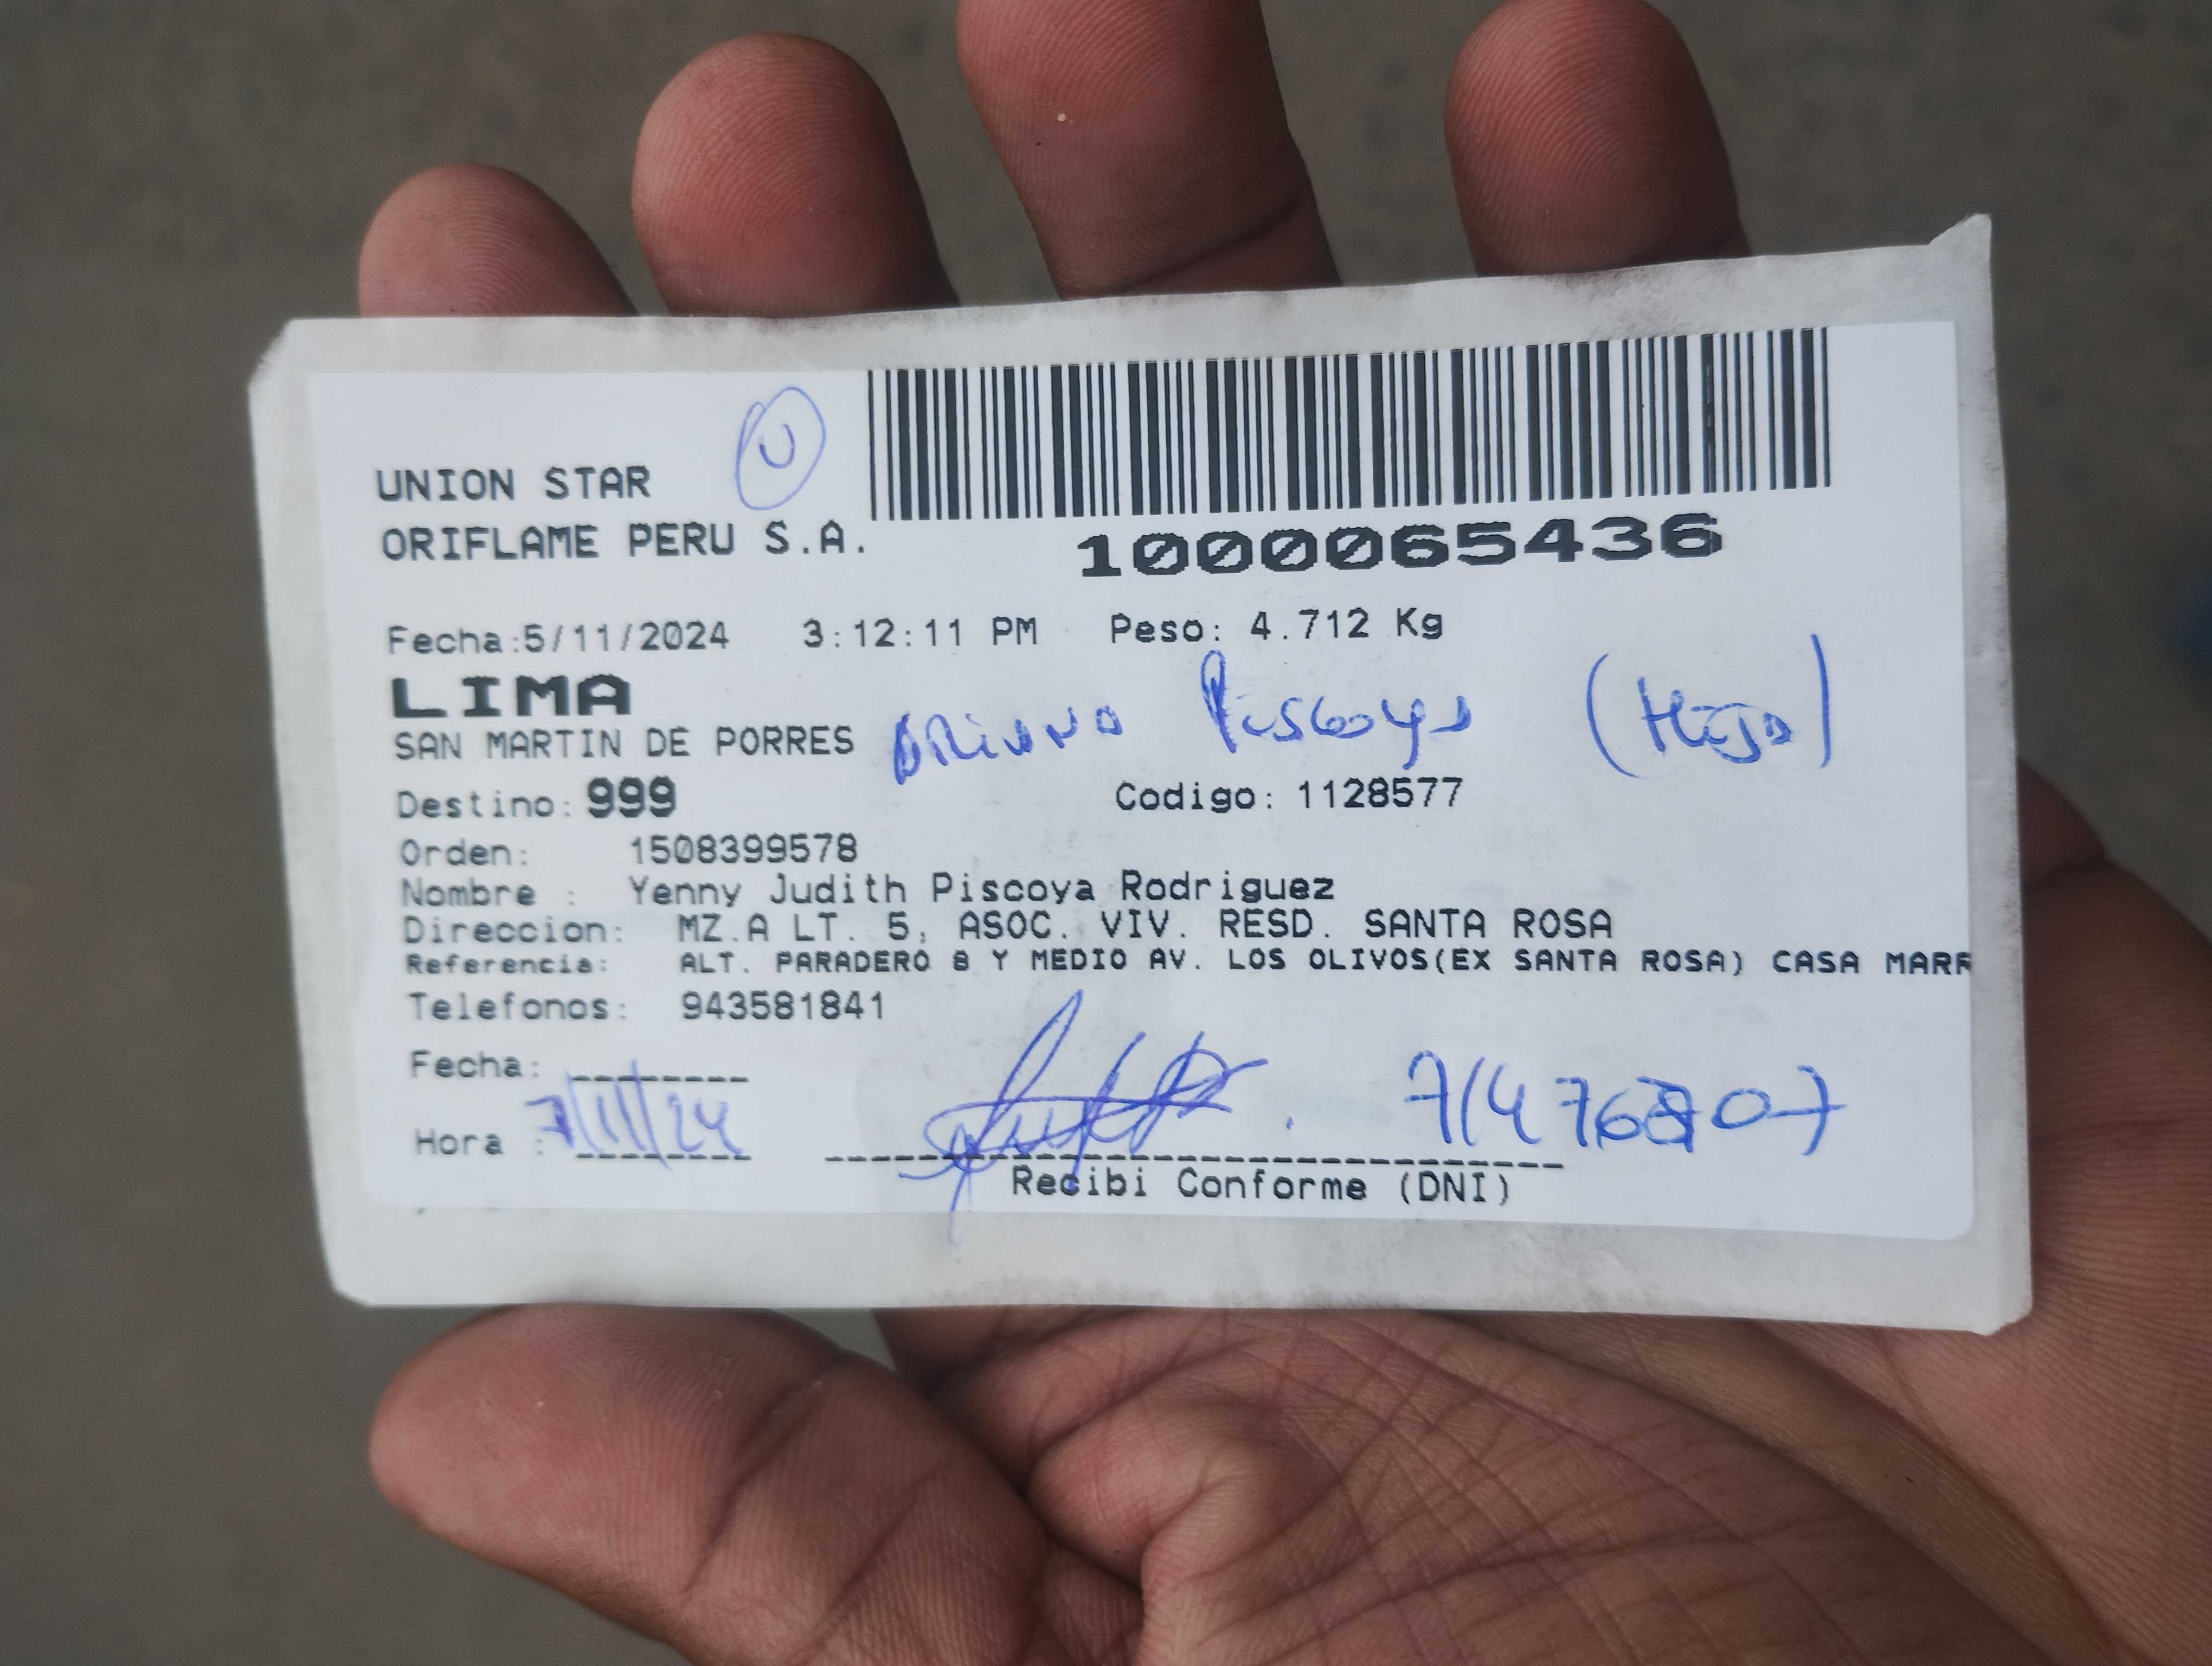 UNION STAR
U
ORIFLAME PERU S.A.
1000065436
Fecha:5/11/2024 3:12:11 PM Peso: 4.712 Kg
LIMA
SAN MARTIN DE PORRES
Piscoya
Destino: 999 Codigo: 1128577
Orden: 1508399578
Nombre : Yenny Judith Piscoya Rodriguez
Direccion: MZ.A LT. 5, ASOC. VIV. RESD. SANTA ROSA
Referencia: ALT. PARADERO 8 Y MEDIO AV. LOS OLIVOS(EX SANTA ROSA) CASA MARR
Telefonos: 943581841
Fecha:
Hora : 7/11/24
Recibi Conforme (DNI)